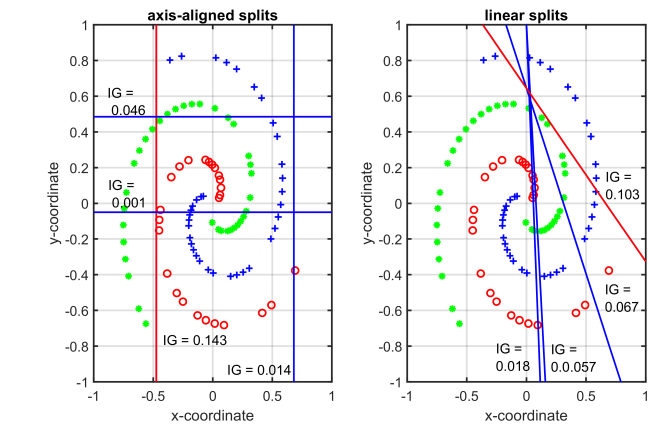 axis-aligned splits
1
0.8
0.6
0.4
0.2
0
-0.2
-0.4
-0.6
-0.8
-1
y-coordinate
IG =
0.046
IG =
0.001
IG = 0.143
IG = 0.014
-1
-0.5
0
0.5
1
x-coordinate
linear splits
1
0.8
0.6
0.4
0.2
0
-0.2
-0.4
-0.6
-0.8
-1
y-coordinate
IG =
0.103
IG =
0.067
IG =
0.018
IG =
0.0.057
-1
-0.5
0
0.5
1
x-coordinate